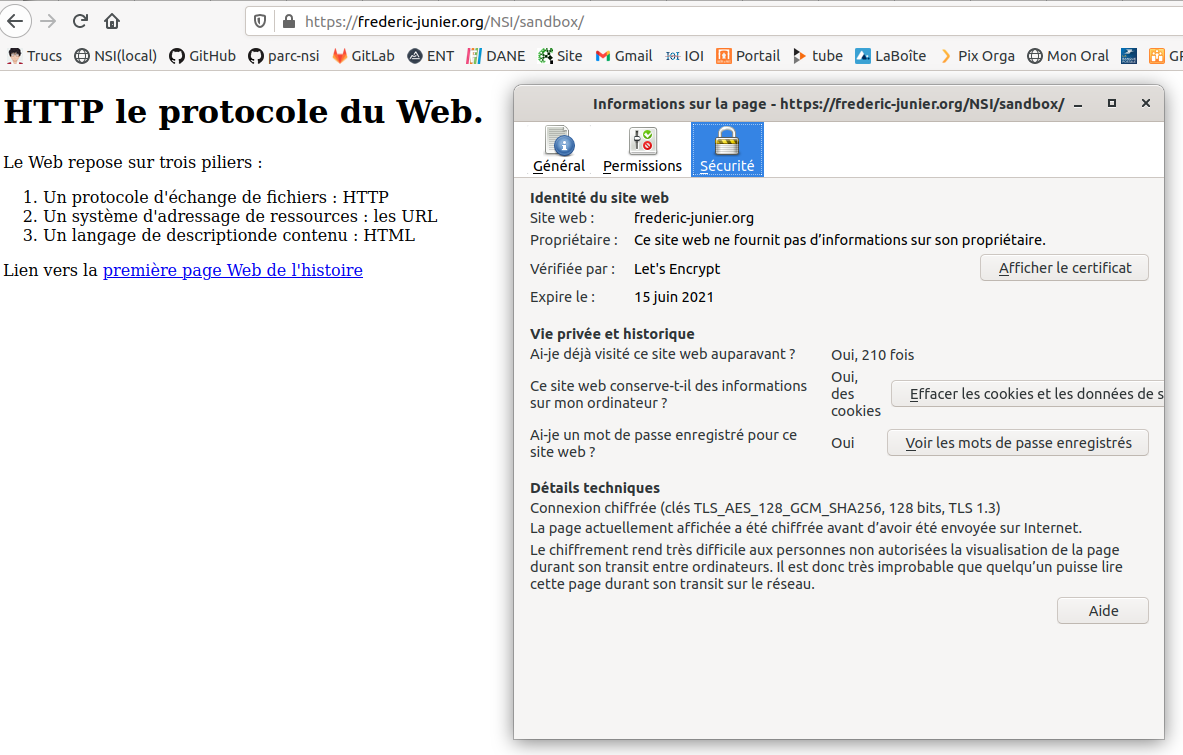 https://frederic-junier.org/NSI/sandbox/
Trucs NSI(local) GitHub parc-nsi GitLab ENT DANE Site Gmail IOI Portail tube LaBoîte Pix Orga Mon Oral
HTTP le protocole du Web.
Le Web repose sur trois piliers :
1. Un protocole d'échange de fichiers : HTTP
2. Un système d'adressage de ressources : les URL
3. Un langage de descriptionde contenu : HTML
Lien vers la première page Web de l'histoire
Informations sur la page - https://frederic-junier.org/NSI/sandbox/
Général Permissions Sécurité
Identité du site web
Site web : frederic-junier.org
Propriétaire : Ce site web ne fournit pas d’informations sur son propriétaire.
Vérifiée par : Let's Encrypt Afficher le certificat
Expire le : 15 juin 2021
Vie privée et historique
Ai-je déjà visité ce site web auparavant ? Oui, 210 fois
Ce site web conserve-t-il des informations
sur mon ordinateur ?
Oui,
des
cookies
Effacer les cookies et les données de s
Ai-je un mot de passe enregistré pour ce
site web ?
Oui
Voir les mots de passe enregistrés
Détails techniques
Connexion chiffrée (clés TLS_AES_128_GCM_SHA256, 128 bits, TLS 1.3)
La page actuellement affichée a été chiffrée avant d’avoir été envoyée sur Internet.
Le chiffrement rend très difficile aux personnes non autorisées la visualisation de la page
durant son transit entre ordinateurs. Il est donc très improbable que quelqu’un puisse lire
cette page durant son transit sur le réseau.
Aide